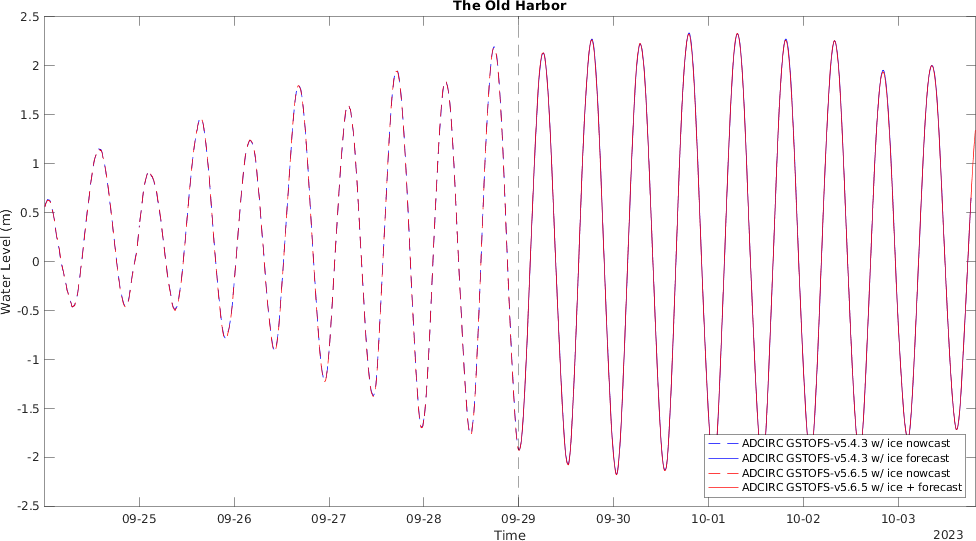 The Old Harbor
2.5
2
1.5
1
0.5
0
-0.5
-1
-1.5
-2
-2.5
Water Level (m)
ADCIRC GSTOFS-v5.4.3 w/ ice nowcast
ADCIRC GSTOFS-v5.4.3 w/ ice forecast
ADCIRC GSTOFS-v5.6.5 w/ ice nowcast
ADCIRC GSTOFS-v5.6.5 w/ ice + forecast
09-25 09-26 09-27 09-28 09-29 09-30 10-01 10-02 10-03
Time
2023